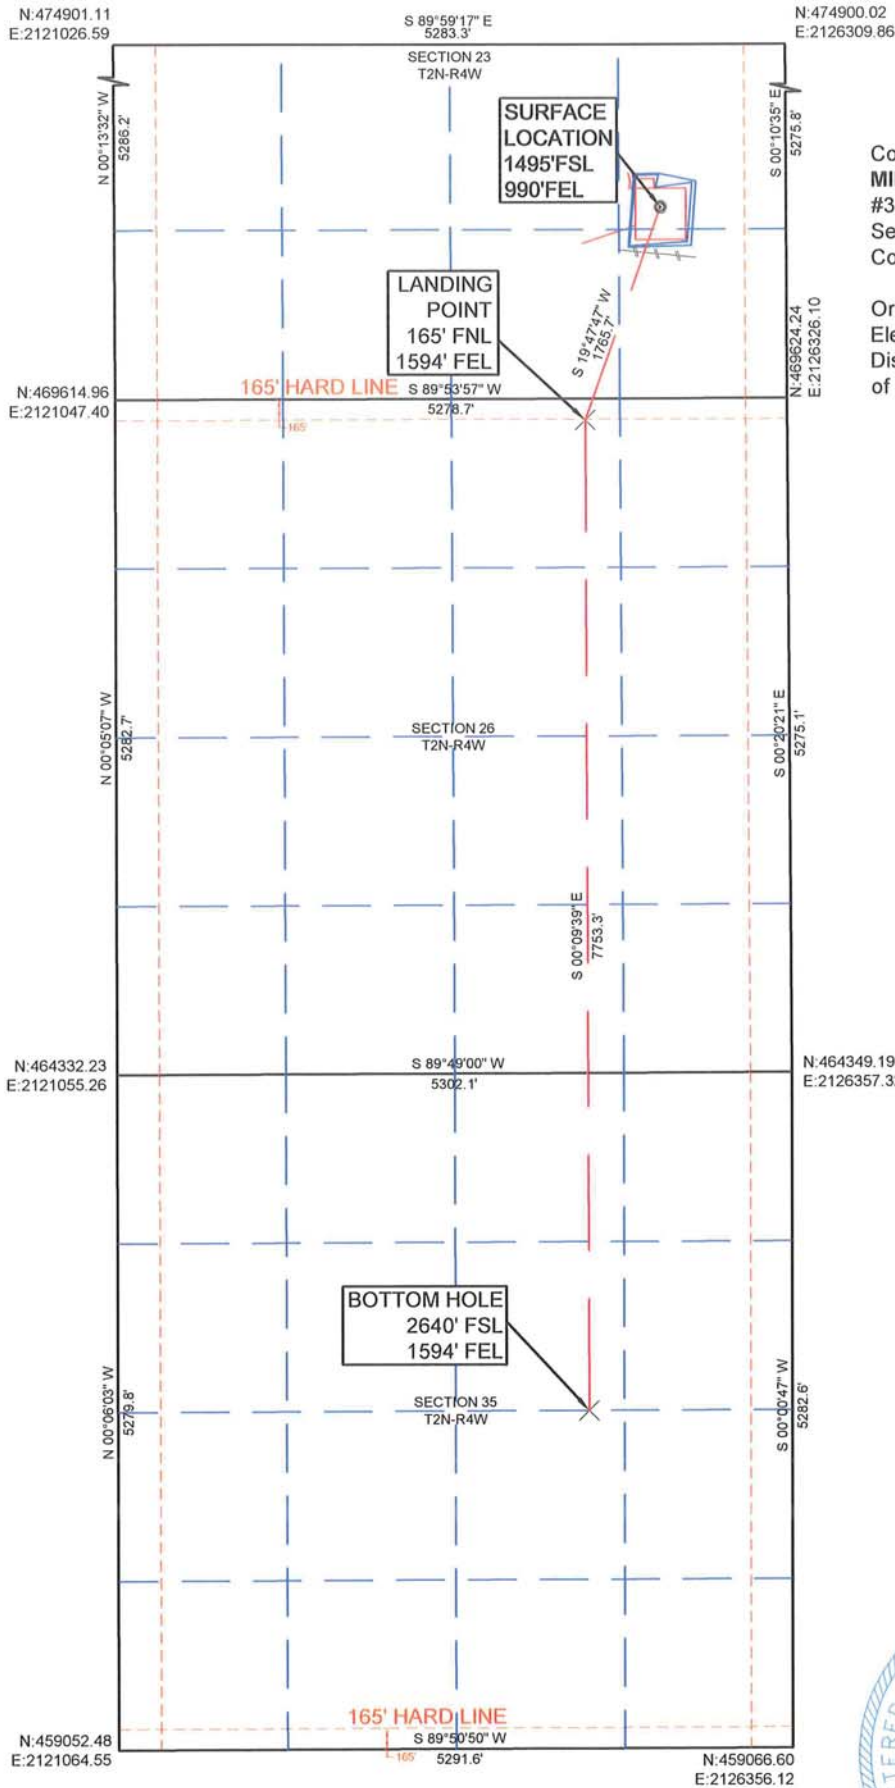 N:474901.11
E:2121026.59
S 89°59'17" E
5283.3'
N:474900.02
E:2126309.86
SECTION 23
T2N-R4W
N 00°13'32" W
5286.2'
S 00°10'35" E
5275.8'
SURFACE
LOCATION
1495'FSL
990'FEL
LANDING
POINT
165' FNL
1594' FEL
S 19°47'47" W
1765.7'
N:469614.96
E:2121047.40
165' HARD LINE
S 89°53'57" W
5278.7'
165'
N:469624.24
E:2126326.10
N 00°05'07" W
5282.7'
SECTION 26
T2N-R4W
S 00°20'21" E
5275.1'
S 00°09'39" E
7753.3'
N:464332.23
E:2121055.26
S 89°49'00" W
5302.1'
N:464349.19
E:2126357.3
BOTTOM HOLE
2640' FSL
1594' FEL
N 00°06'03" W
5279.8'
SECTION 35
T2N-R4W
S 00°00'47" W
5282.6'
165' HARD LINE
N:459052.48
E:2121064.55
S 89°50'50" W
5291.6'
165'
N:459066.60
E:2126356.12
#3
of
TERED